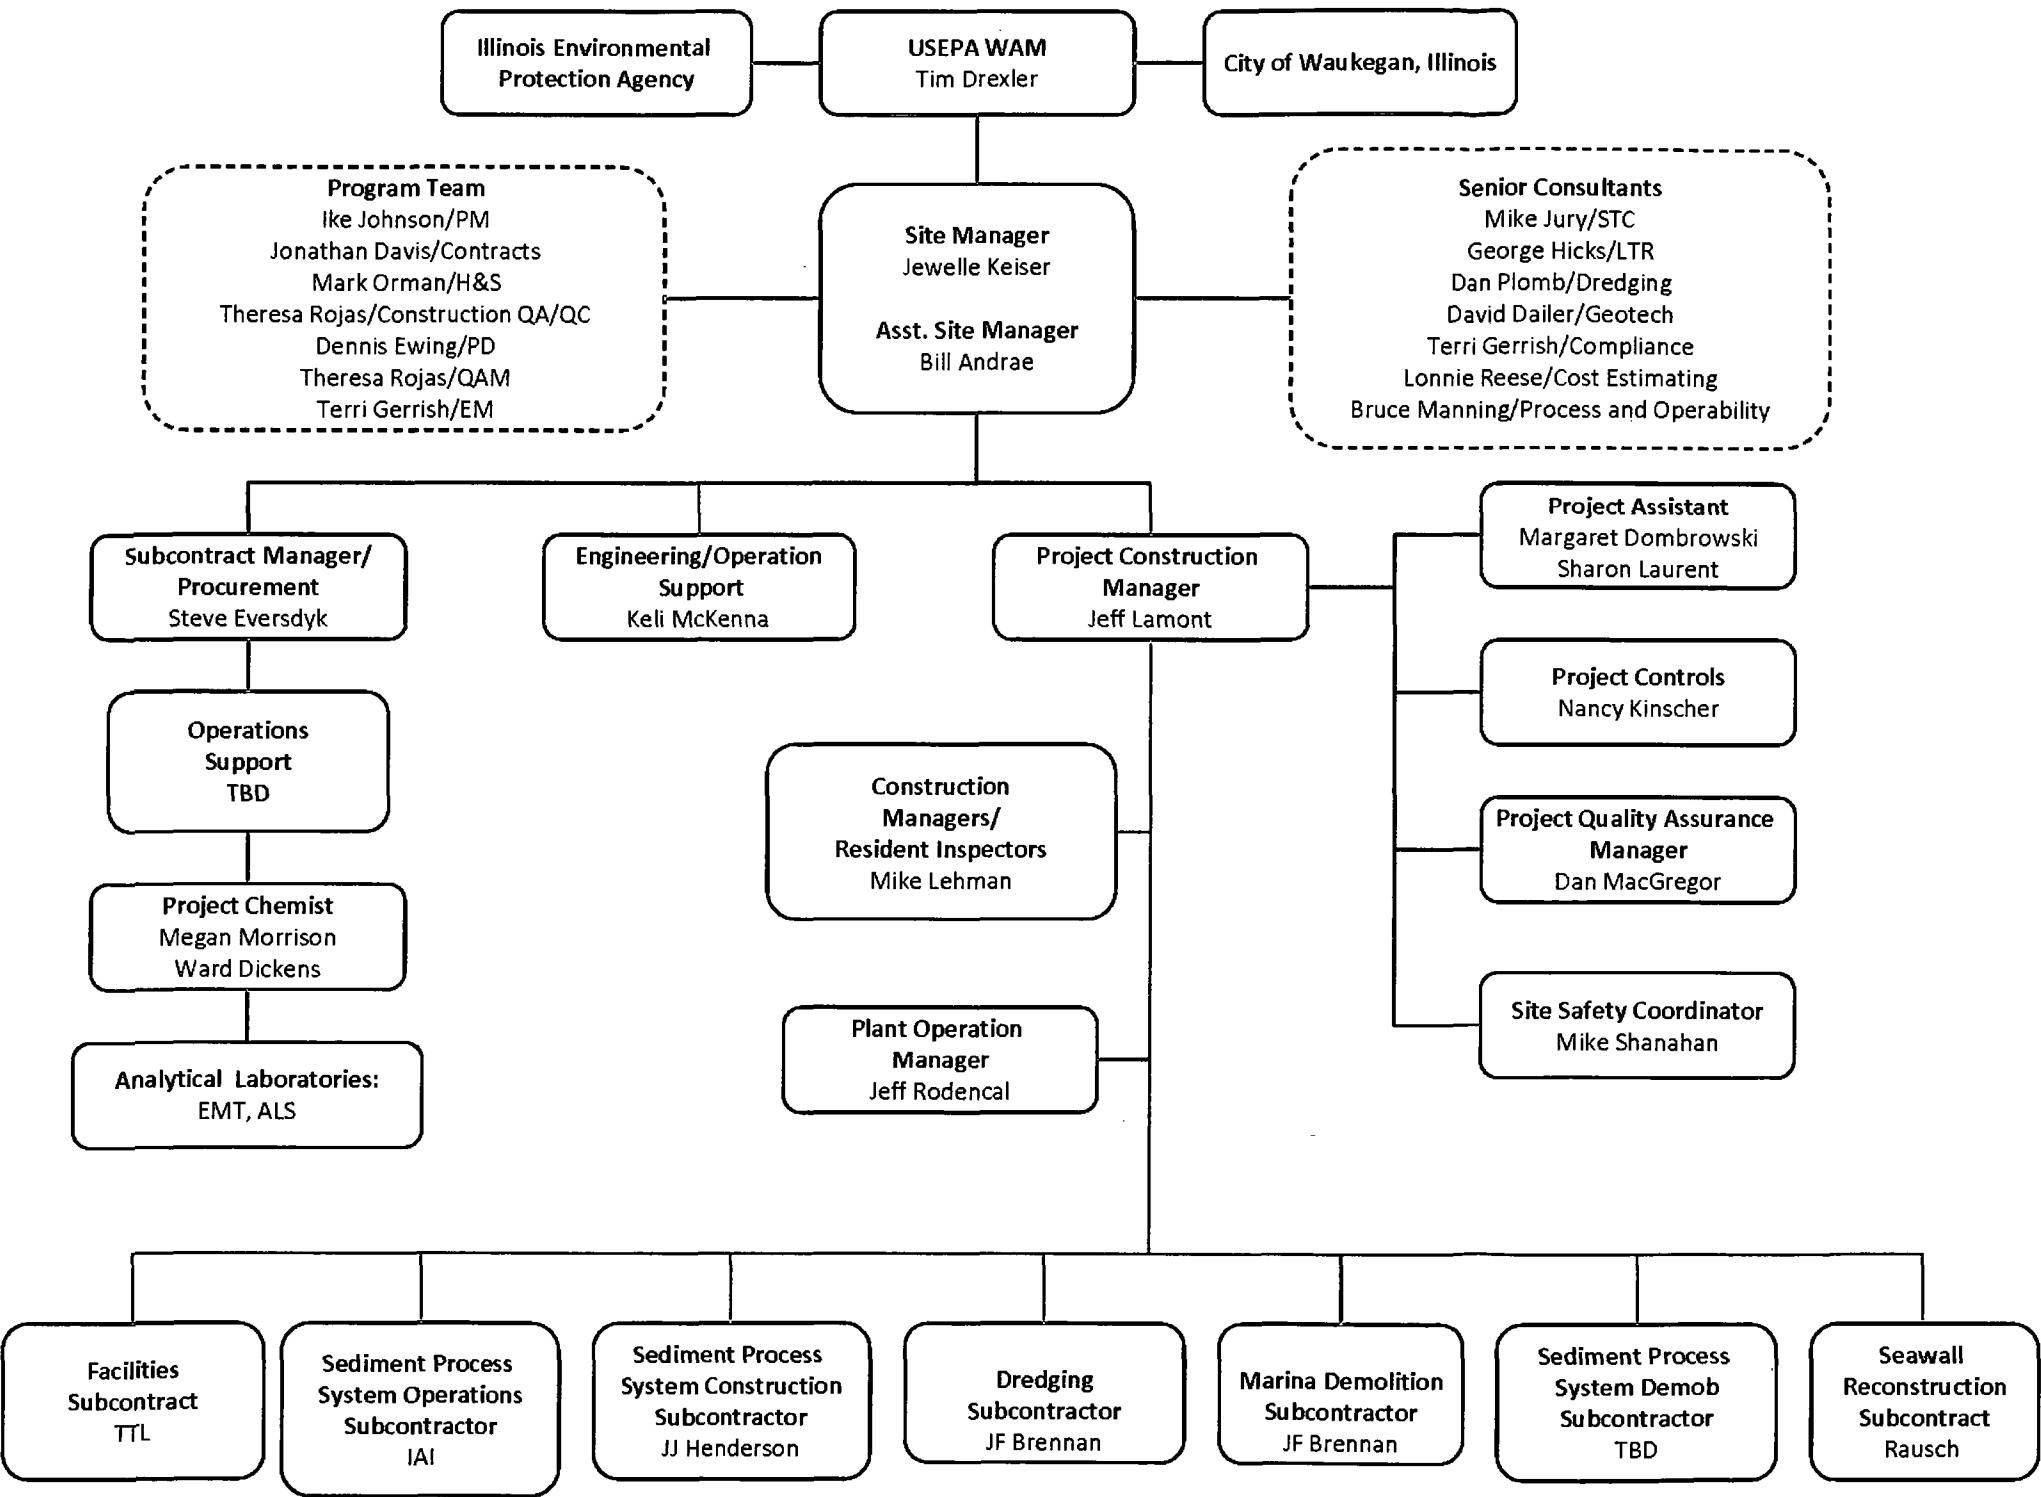 Illinois Environmental
Protection Agency
USEPA WAM
Tim Drexler
City of Waukegan, Illinois
Program Team
Ike Johnson/PM
Jonathan Davis/Contracts
Mark Orman/H&S
Theresa Rojas/Construction QA/QC
Dennis Ewing/PD
Theresa Rojas/QAM
Terri Gerrish/EM
Site Manager
Jewelle Keiser
Asst. Site Manager
Bill Andrae
Senior Consultants
Mike Jury/STC
George Hicks/LTR
Dan Plomb/Dredging
David Dailer/Geotech
Terri Gerrish/Compliance
Lonnie Reese/Cost Estimating
Bruce Manning/Process and Operability
Subcontract Manager/
Procurement
Steve Eversdyk
Engineering/Operation
Support
Keli McKenna
Project Construction
Manager
Jeff Lamont
Project Assistant
Margaret Dombrowski
Sharon Laurent
Operations
Support
TBD
Project Controls
Nancy Kinscher
Construction
Managers/
Resident Inspectors
Mike Lehman
Project Quality Assurance
Manager
Dan MacGregor
Project Chemist
Megan Morrison
Ward Dickens
Plant Operation
Manager
Jeff Rodencal
Site Safety Coordinator
Mike Shanahan
Analytical Laboratories:
EMT, ALS
Facilities
Subcontract
TTL
Sediment Process
System Operations
Subcontractor
IAI
Sediment Process
System Construction
Subcontractor
JJ Henderson
Dredging
Subcontractor
JF Brennan
Marina Demolition
Subcontractor
JF Brennan
Sediment Process
System Demob
Subcontractor
TBD
Seawall
Reconstruction
Subcontract
Rausch